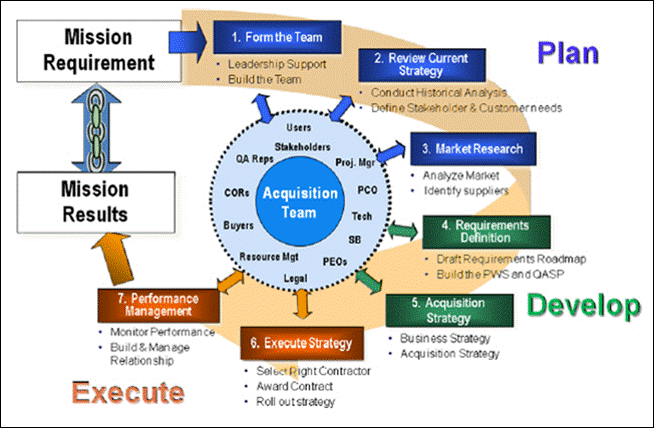 Mission
Requirement
1. Form the Team
• Leadership Support
• Build the Team
2. Review Current
Strategy
• Conduct Historical Analysis
• Define Stakeholder & Customer needs
Plan
3. Market Research
• Analyze Market
• Identify suppliers
Users
Stakeholders
QA Reps
Proj. Mgr
CORs
PCO
Acquisition
Team
Tech
Buyers
SB
Resource Mgt
PEOs
Legal
Mission
Results
4. Requirements
Definition
• Draft Requirements Roadmap
• Build the PWS and QASP
Develop
5. Acquisition
Strategy
• Business Strategy
• Acquisition Strategy
6. Execute Strategy
• Select Right Contractor
• Award Contract
• Roll out strategy
7. Performance
Management
• Monitor Performance
• Build & Manage
Relationship
Execute